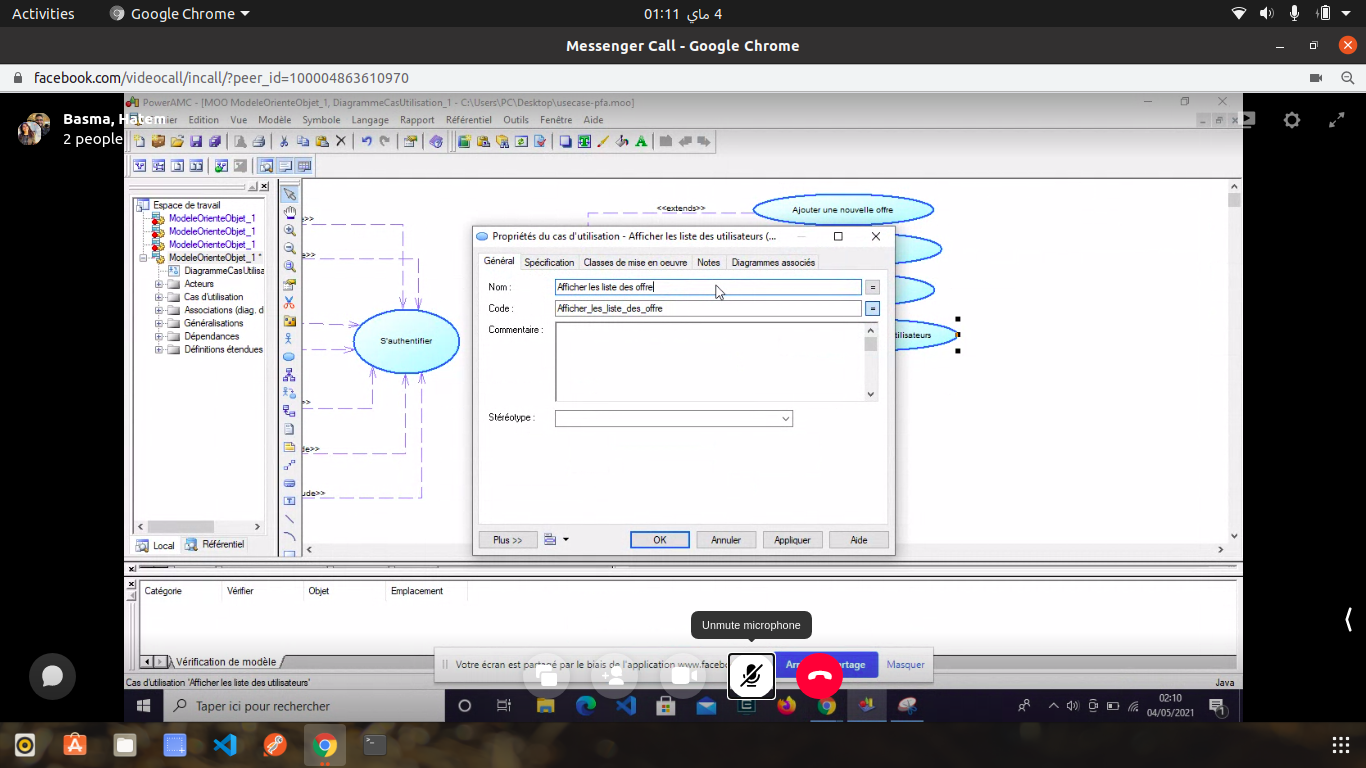 Activities
Google Chrome
4 ماي 01:11
Messenger Call - Google Chrome
facebook.com/videocall/incall/?peer_id=100004863610970
Basma, Hatem
2 people
PowerAMC - [MOO ModeleOrienteObjet_1, DiagrammeCasUtilisation_1 - C:\Users\PC\Desktop\usecase-pfa.moo]
Edition Vue Modèle Symbole Langage Rapport Référentiel Outils Fenêtre Aide
Espace de travail
ModeleOrienteObjet_1
ModeleOrienteObjet_1
ModeleOrienteObjet_1
ModeleOrienteObjet_1 *
DiagrammeCasUtilisa
Acteurs
Cas d'utilisation
Associations (diag. d
Généralisations
Dépendances
Définitions étendues
Local
Référentiel
<<extends>>
Ajouter une nouvelle offre
S'authentifier
tilisateurs
de>>
ude>>
Propriétés du cas d'utilisation - Afficher les liste des utilisateurs (...
Général Spécification Classes de mise en oeuvre Notes Diagrammes associés
Nom : Afficher les liste des offre =
Code : Afficher_les_liste_des_offre =
Commentaire :
Stéréotype :
Plus >> OK Annuler Appliquer Aide
Catégorie Vérifier Objet Emplacement
Unmute microphone
Vérification de modèle
Votre écran est partagé par le biais de l'application www.facebo
Masquer
Cas d'utilisation 'Afficher les liste des utilisateurs'
Java
Taper ici pour rechercher
02:10
04/05/2021
1